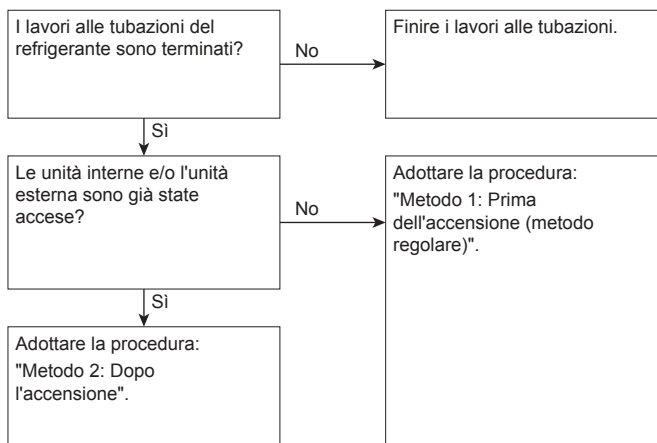 I lavori alle tubazioni del
refrigerante sono terminati?
No
Finire i lavori alle tubazioni.
Sì
Le unità interne e/o l'unità
esterna sono già state
accese?
No
Adottare la procedura:
"Metodo 1: Prima
dell'accensione (metodo
regolare)".
Sì
Adottare la procedura:
"Metodo 2: Dopo
l'accensione".